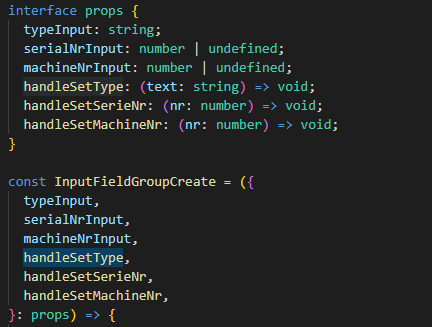 interface props {
typeInput: string;
serialNrInput: number | undefined;
machineNrInput: number | undefined;
handleSetType: (text: string) => void;
handleSetSerieNr: (nr: number) => void;
handleSetMachineNr: (nr: number) => void;
}
const InputFieldGroupCreate = ({
typeInput,
serialNrInput,
machineNrInput,
handleSetType,
handleSetSerieNr,
handleSetMachineNr,
}: props) => {